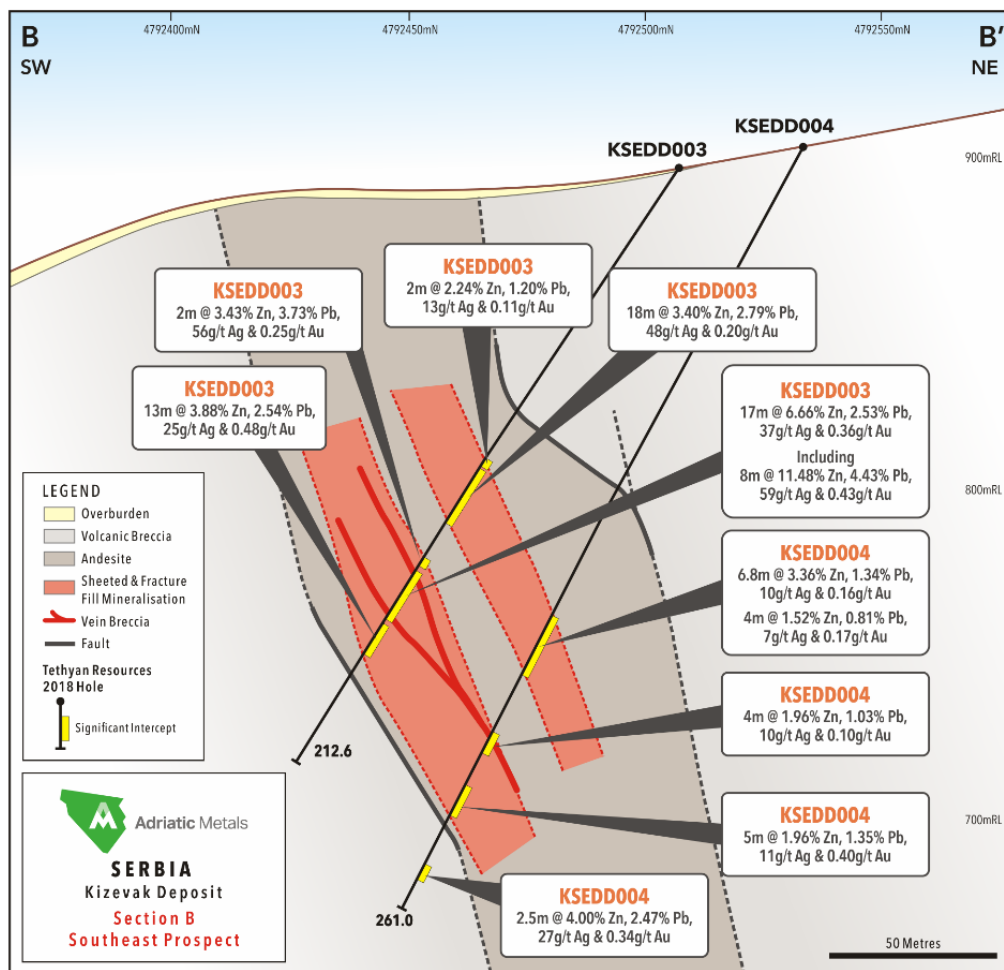 B
SW
4792400mN
4792450mN
4792500mN
4792550mN
B'
NE
KSEDD003
KSEDD004
900mRL
KSEDD003
2m @ 3.43% Zn, 3.73% Pb,
56g/t Ag & 0.25g/t Au
KSEDD003
2m @ 2.24% Zn, 1.20% Pb,
13g/t Ag & 0.11g/t Au
KSEDD003
18m @ 3.40% Zn, 2.79% Pb,
48g/t Ag & 0.20g/t Au
KSEDD003
13m @ 3.88% Zn, 2.54% Pb,
25g/t Ag & 0.48g/t Au
KSEDD003
17m @ 6.66% Zn, 2.53% Pb,
37g/t Ag & 0.36g/t Au
Including
8m @ 11.48% Zn, 4.43% Pb,
59g/t Ag & 0.43g/t Au
800mRL
KSEDD004
6.8m @ 3.36% Zn, 1.34% Pb,
10g/t Ag & 0.16g/t Au
4m @ 1.52% Zn, 0.81% Pb,
7g/t Ag & 0.17g/t Au
KSEDD004
4m @ 1.96% Zn, 1.03% Pb,
10g/t Ag & 0.10g/t Au
700mRL
KSEDD004
5m @ 1.96% Zn, 1.35% Pb,
11g/t Ag & 0.40g/t Au
KSEDD004
2.5m @ 4.00% Zn, 2.47% Pb,
27g/t Ag & 0.34g/t Au
212.6
261.0
LEGEND
Overburden
Volcanic Breccia
Andesite
Sheeted & Fracture
Fill Mineralisation
Vein Breccia
Fault
Tethyan Resources
2018 Hole
Significant Intercept
Adriatic Metals
SERBIA
Kizevak Deposit
Section B
Southeast Prospect
50 Metres